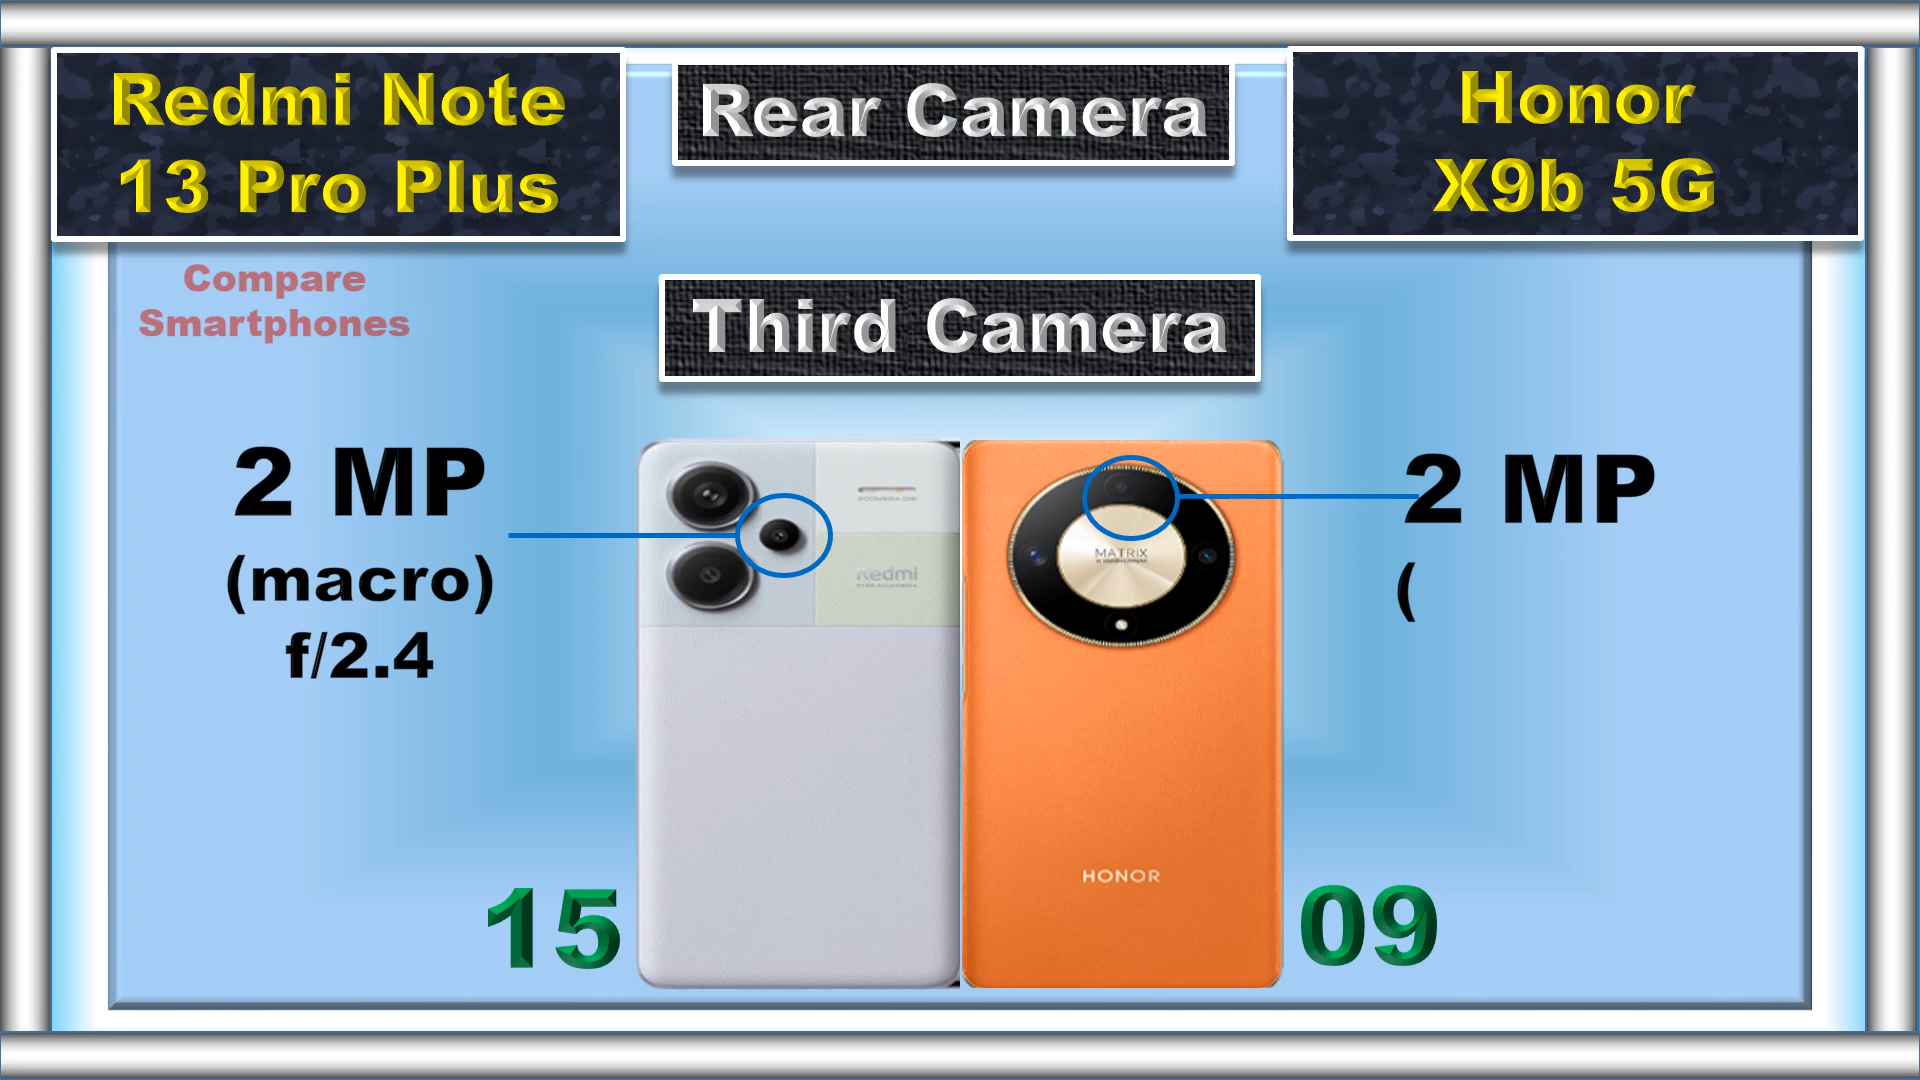 Redmi Note
13 Pro Plus
Rear Camera
Honor
X9b 5G
Compare
Smartphones
Third Camera
2 MP
(macro)
f/2.4
2 MP
(
MATRIX
Redmi
HONOR
15
09